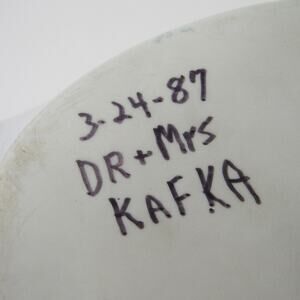 3-24-87
DR + Mrs
KAFKA